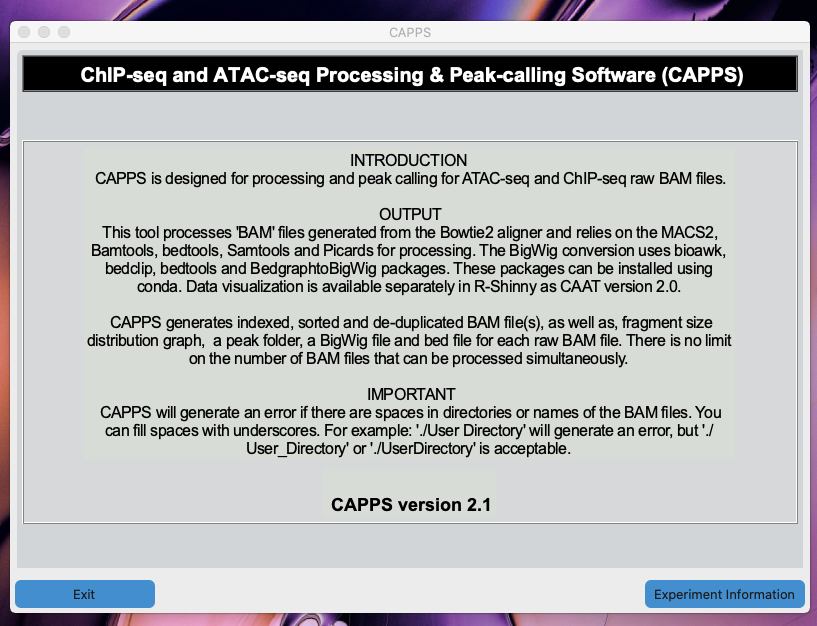 CAPPS
ChIP-seq and ATAC-seq Processing & Peak-calling Software (CAPPS)
INTRODUCTION
CAPPS is designed for processing and peak calling for ATAC-seq and ChIP-seq raw BAM files.
OUTPUT
This tool processes 'BAM' files generated from the Bowtie2 aligner and relies on the MACS2,
Bamtools, bedtools, Samtools and Picards for processing. The BigWig conversion uses bioawk,
bedclip, bedtools and BedgraphtoBigWig packages. These packages can be installed using
conda. Data visualization is available separately in R-Shinny as CAAT version 2.0.
CAPPS generates indexed, sorted and de-duplicated BAM file(s), as well as, fragment size
distribution graph,  a peak folder, a BigWig file and bed file for each raw BAM file. There is no limit
on the number of BAM files that can be processed simultaneously.
IMPORTANT
CAPPS will generate an error if there are spaces in directories or names of the BAM files. You
can fill spaces with underscores. For example: './User Directory' will generate an error, but './
User_Directory' or './UserDirectory' is acceptable.
CAPPS version 2.1
Exit
Experiment Information